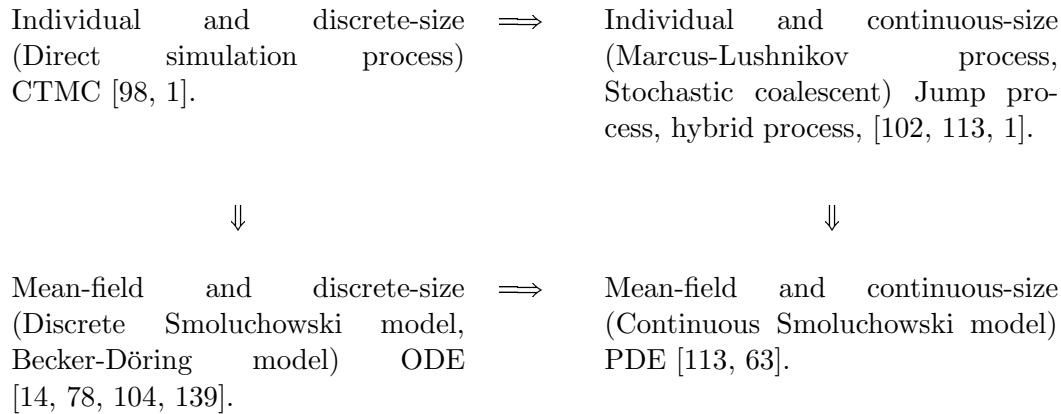 Individual and discrete-size
(Direct simulation process)
CTMC [98, 1].
⟹
Individual and continuous-size
(Marcus-Lushnikov process,
Stochastic coalescent) Jump pro-
cess, hybrid process, [102, 113, 1].
⇓
⇓
Mean-field and discrete-size
(Discrete Smoluchowski model,
Becker-Döring model) ODE
[14, 78, 104, 139].
⟹
Mean-field and continuous-size
(Continuous Smoluchowski model)
PDE [113, 63].